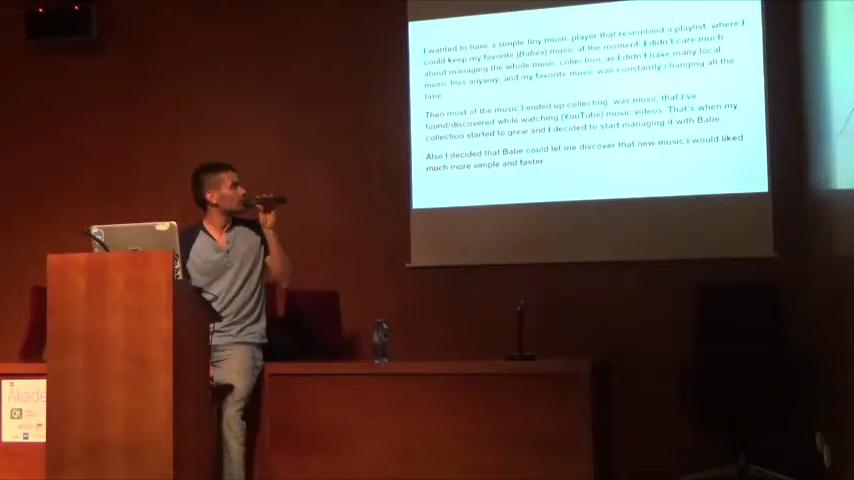 I wanted to have a simple tiny music player that resembled a playlist, where I
could keep my favorite (Babes) music at the moment. I didn't care much
about managing the whole music collection, as I didn't have many local
music files anyway, and my favorite music was constantly changing all the
time.
Then most of the music I ended up collecting, was music that I've
found/discovered while watching (YouTube) music videos. That's when my
collection started to grew and I decided to start managing it with Babe.
Also I decided that Babe could let me discover that new music I would liked
much more simple and faster
Akade
Qt